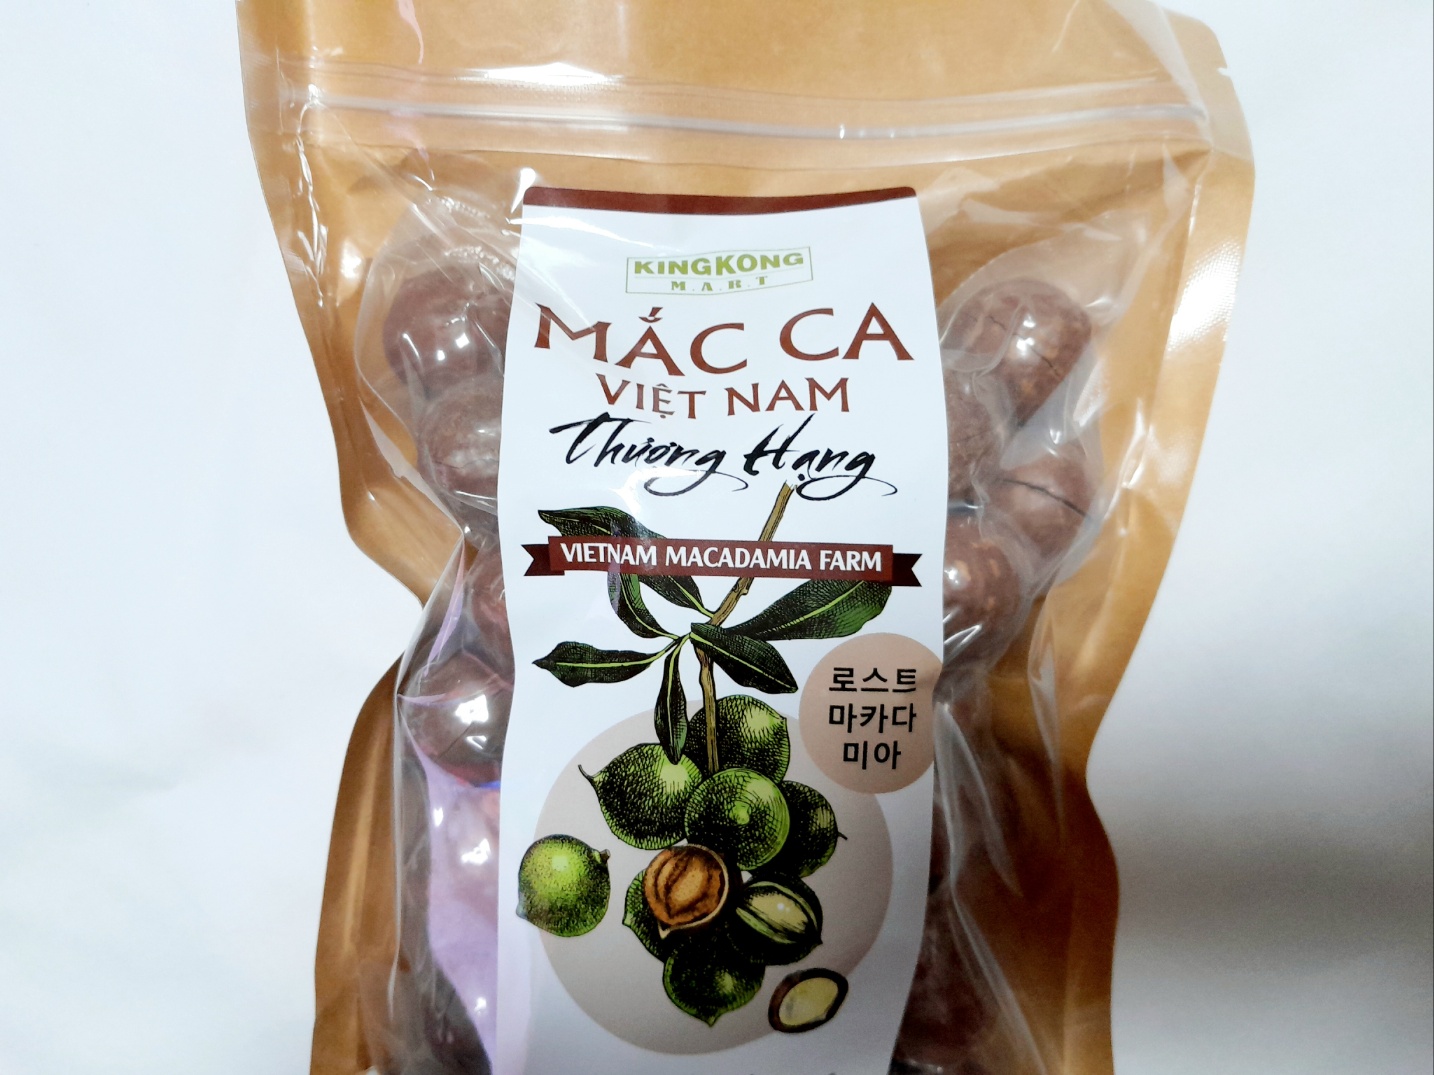 KINGKONG
M.A.R.T
MẮC CA
VIỆT NAM
Thượng Hạng
VIETNAM MACADAMIA FARM
로스트
마카다
미아